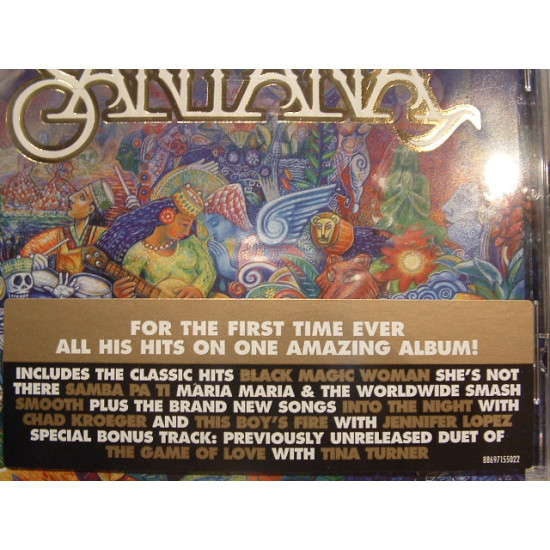 SANTANA
FOR THE FIRST TIME EVER
ALL HIS HITS ON ONE AMAZING ALBUM!
INCLUDES THE CLASSIC HITS BLACK MAGIC WOMAN SHE'S NOT
THERE SAMBA PA TI MARIA MARIA & THE WORLDWIDE SMASH
SMOOTH PLUS THE BRAND NEW SONGS INTO THE NIGHT WITH
CHAD KROEGER AND THIS BOY'S FIRE WITH JENNIFER LOPEZ
SPECIAL BONUS TRACK: PREVIOUSLY UNRELEASED DUET OF
THE GAME OF LOVE WITH TINA TURNER
88697155022